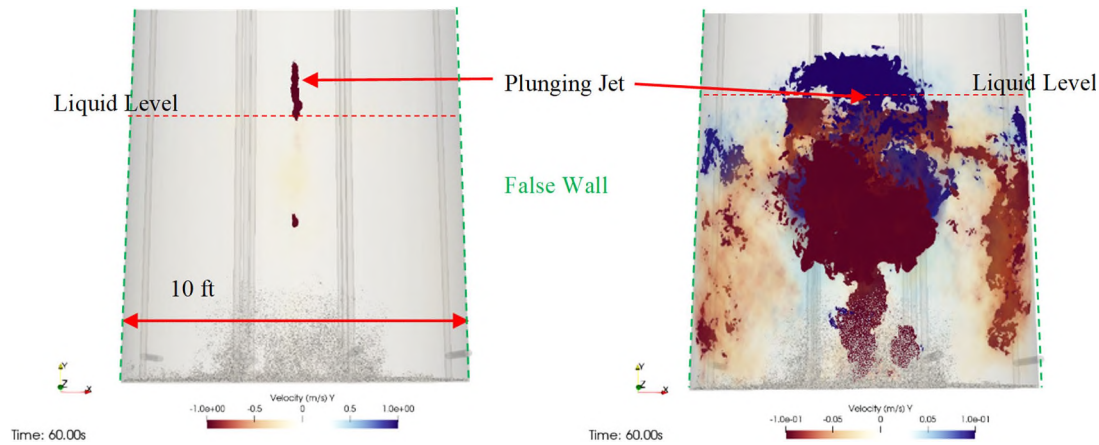 Plunging Jet
Liquid Level
Liquid Level
False Wall
10 ft
Y
Z
X
Y
Z
X
Velocity (m/s) Y
-1.0e+00 -0.5 0 0.5 1.0e+00
Time: 60.00s
Velocity (m/s) Y
-1.0e-01 -0.05 0 0.05 1.0e-01
Time: 60.00s